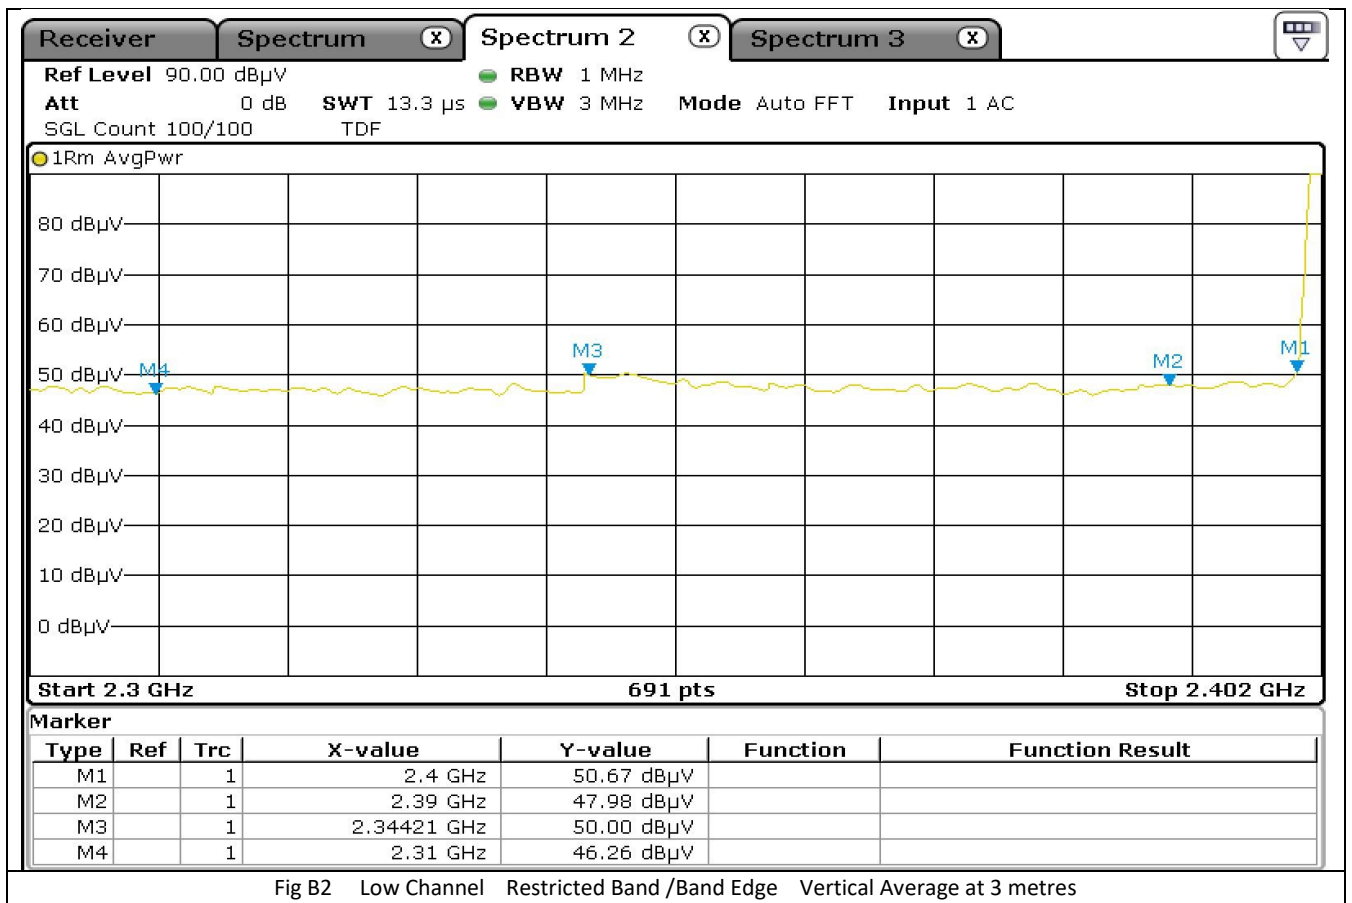 Receiver Spectrum X Spectrum 2 X Spectrum 3 X
Ref Level 90.00 dBµV RBW 1 MHz
Att 0 dB SWT 13.3 µs VBW 3 MHz Mode Auto FFT Input 1 AC
SGL Count 100/100 TDF
1Rm AvgPwr
80 dBµV
70 dBµV
60 dBµV
M3
M1
M2
50 dBµV
M4
40 dBµV
30 dBµV
20 dBµV
10 dBµV
0 dBµV
Start 2.3 GHz 691 pts Stop 2.402 GHz
Marker
Type Ref Trc X-value Y-value Function Function Result
M1 1 2.4 GHz 50.67 dBµV
M2 1 2.39 GHz 47.98 dBµV
M3 1 2.34421 GHz 50.00 dBµV
M4 1 2.31 GHz 46.26 dBµV
Fig B2 Low Channel Restricted Band /Band Edge Vertical Average at 3 metres